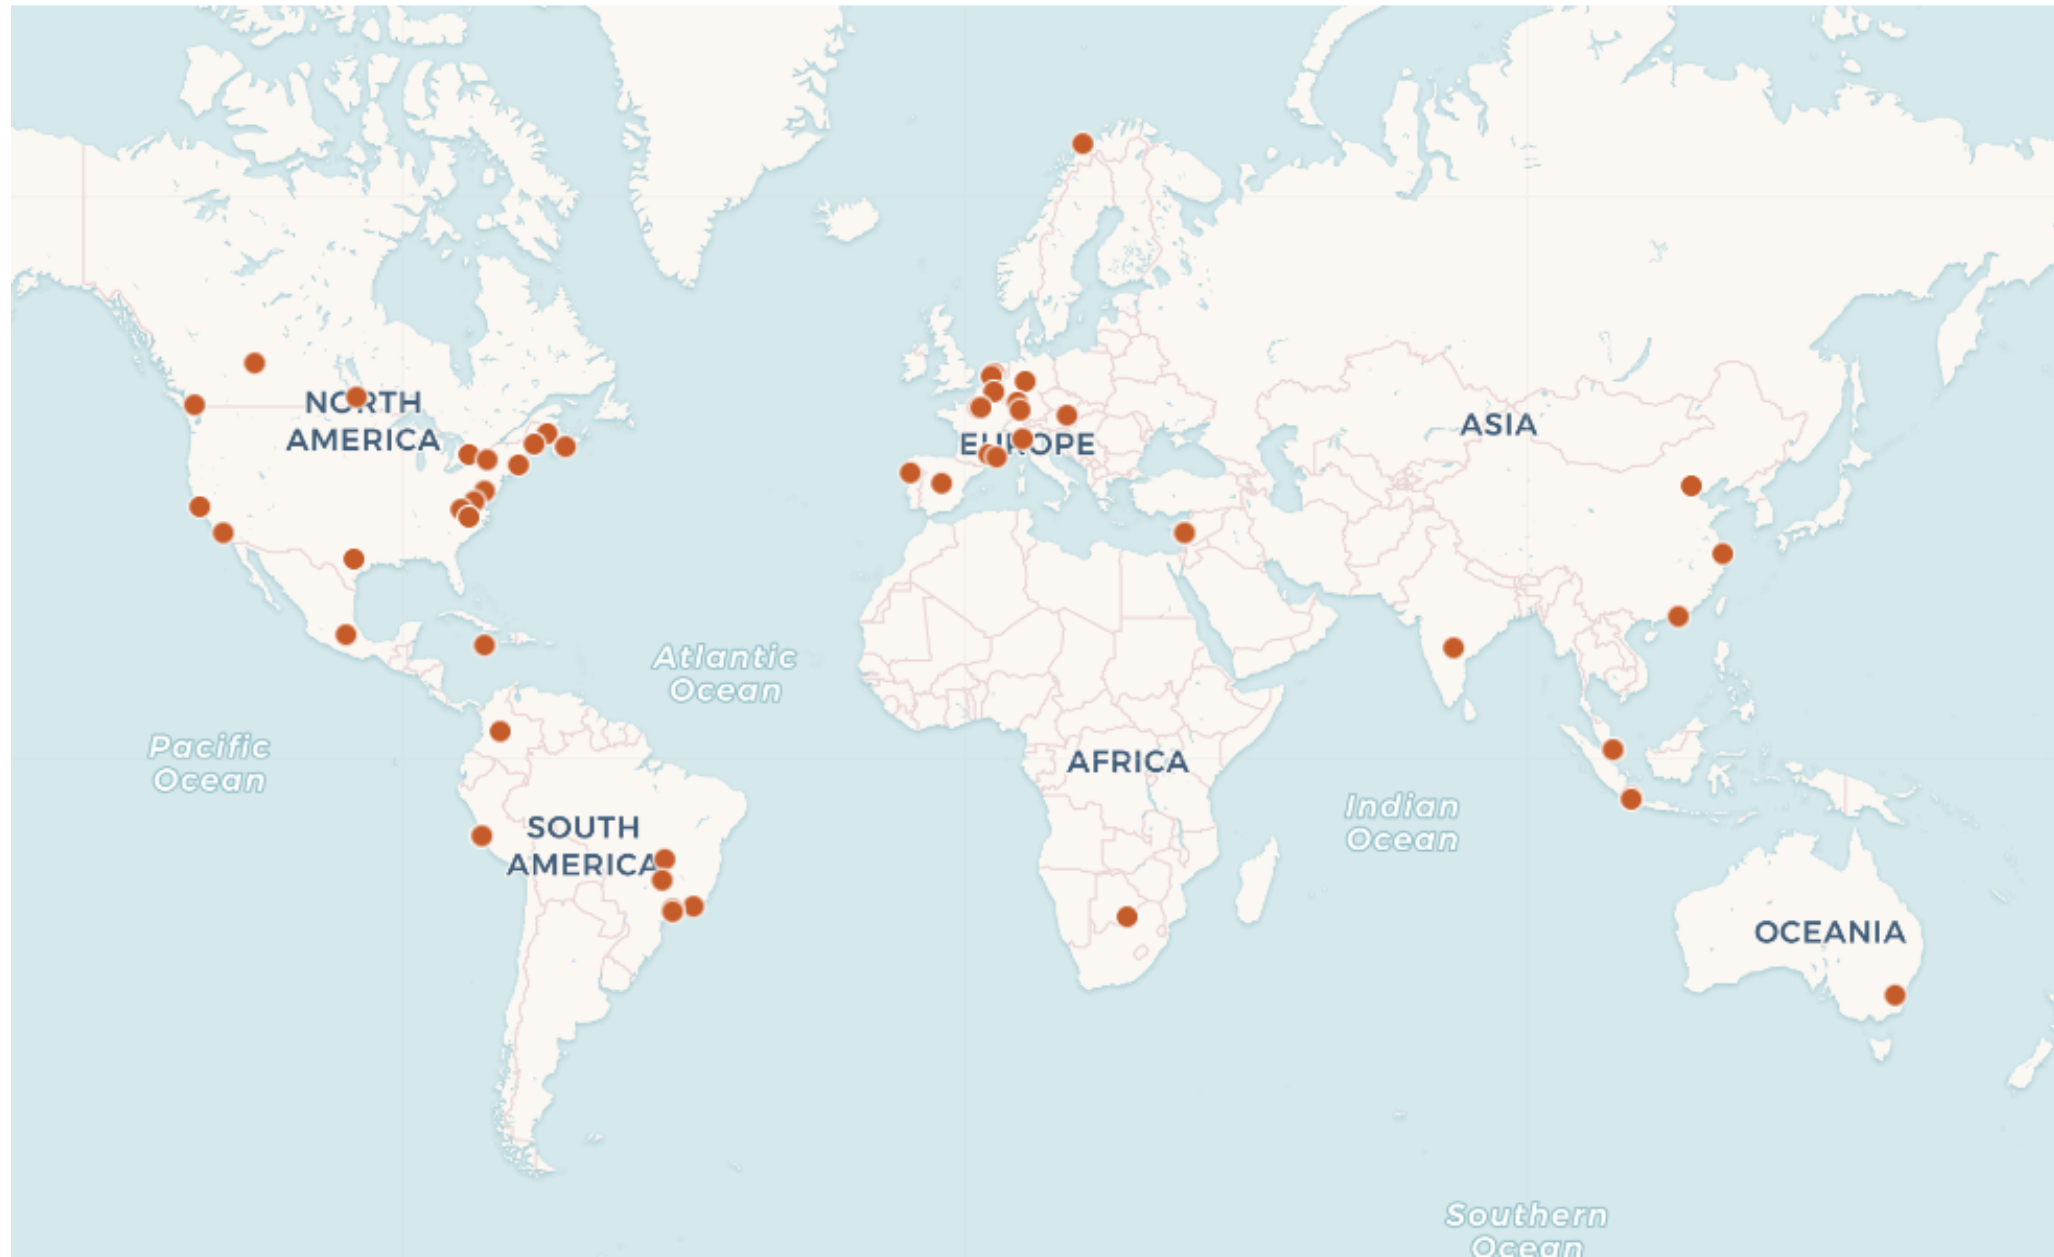 NORTH
AMERICA
EUROPE
ASIA
Atlantic
Ocean
Pacific
Ocean
AFRICA
Indian
Ocean
SOUTH
AMERICA
OCEANIA
Southern
Ocean